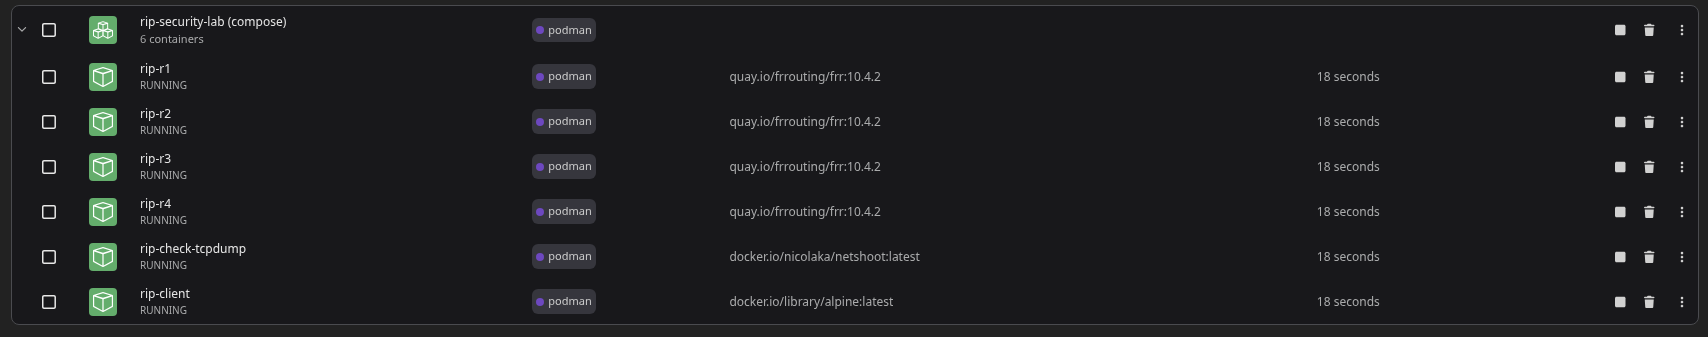 rip-security-lab (compose)
6 containers
podman
rip-r1
RUNNING
podman
quay.io/frrouting/frr:10.4.2
18 seconds
rip-r2
RUNNING
podman
quay.io/frrouting/frr:10.4.2
18 seconds
rip-r3
RUNNING
podman
quay.io/frrouting/frr:10.4.2
18 seconds
rip-r4
RUNNING
podman
quay.io/frrouting/frr:10.4.2
18 seconds
rip-check-tcpdump
RUNNING
podman
docker.io/nicolaka/netshoot:latest
18 seconds
rip-client
RUNNING
podman
docker.io/library/alpine:latest
18 seconds